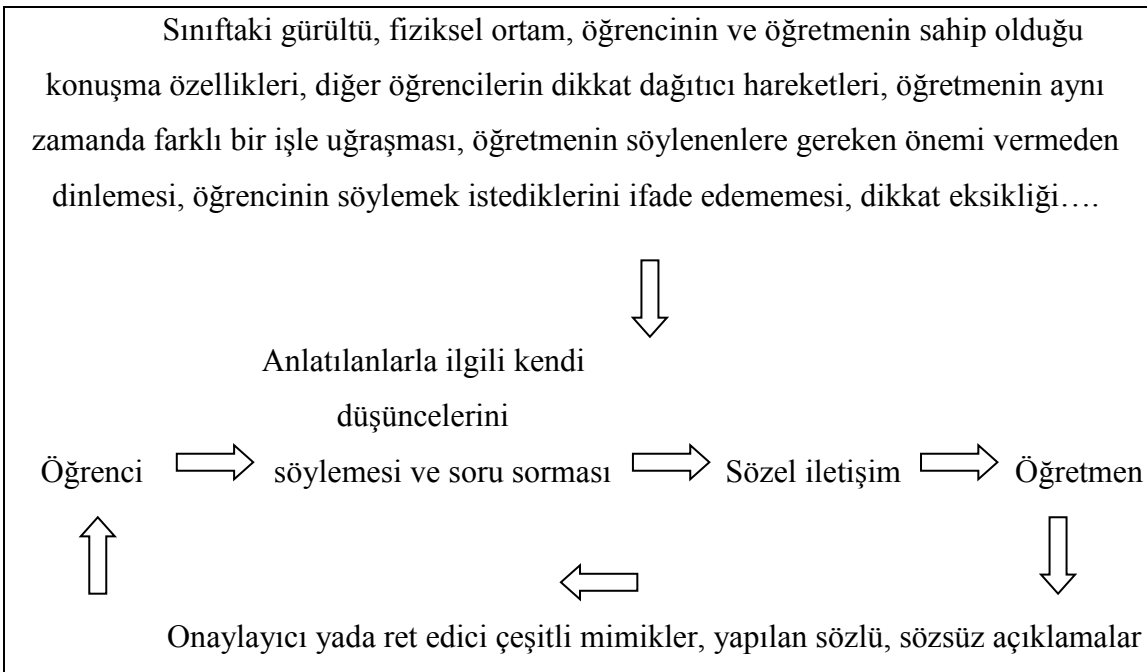 Sınıftaki gürültü, fiziksel ortam, öğrencinin ve öğretmenin sahip olduğu
konuşma özellikleri, diğer öğrencilerin dikkat dağıtıcı hareketleri, öğretmenin aynı
zamanda farklı bir işle uğraşması, öğretmenin söylenenlere gereken önemi vermeden
dinlemesi, öğrencinin söylemek istediklerini ifade edememesi, dikkat eksikliği….
Anlatılanlarla ilgili kendi
düşüncelerini
Öğrenci söylemesi ve soru sorması Sözel iletişim Öğretmen
Onaylayıcı yada ret edici çeşitli mimikler, yapılan sözlü, sözsüz açıklamalar